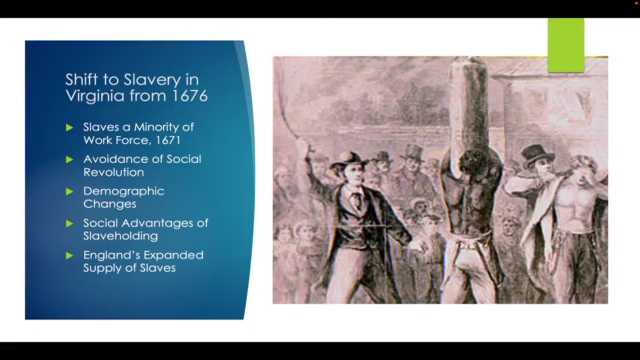 Shift to Slavery in
Virginia from 1676
Slaves a Minority of
Work Force, 1671
Avoidance of Social
Revolution
Demographic
Changes
Social Advantages of
Slaveholding
England's Expanded
Supply of Slaves